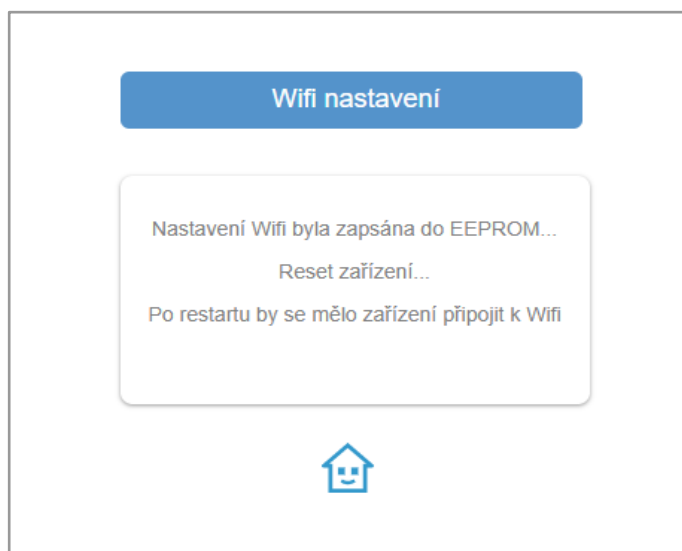 Wifi nastavení
Nastavení Wifi byla zapsána do EEPROM...
Reset zařízení...
Po restartu by se mělo zařízení připojit k Wifi